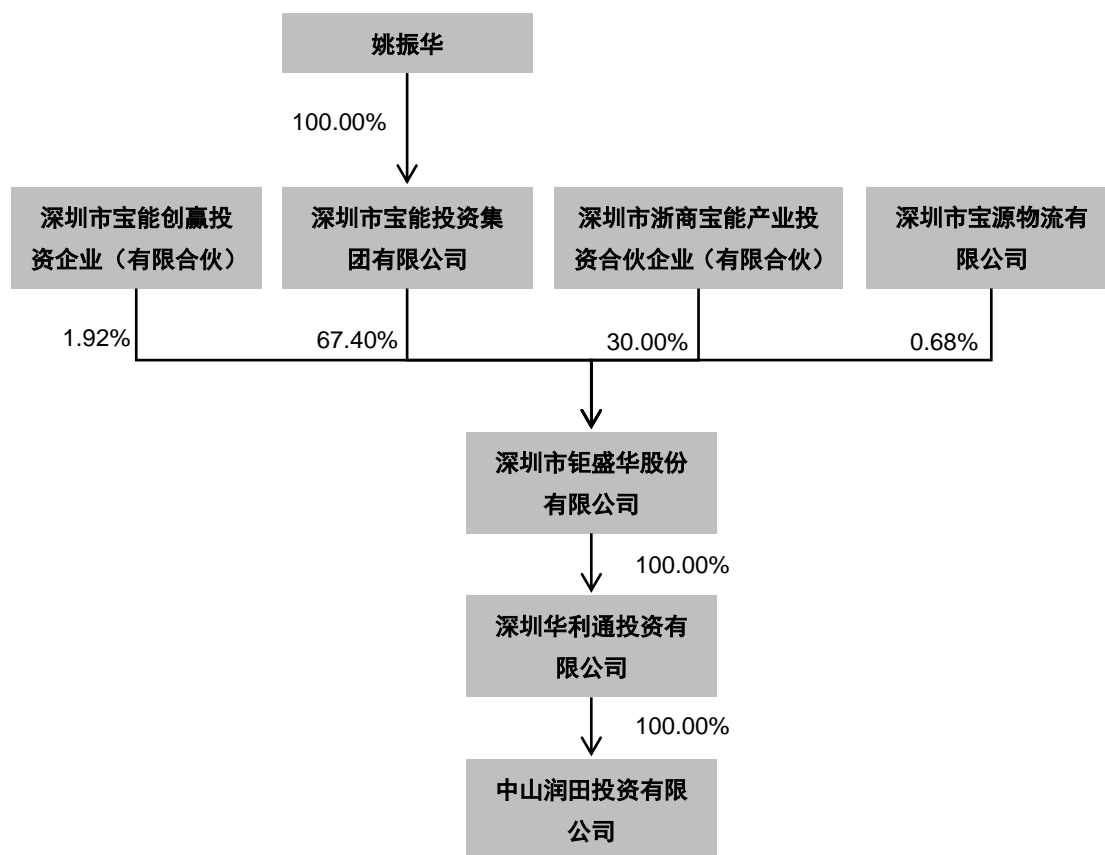 姚振华
100.00%
深圳市宝能创赢投
资企业（有限合伙）
深圳市宝能投资集
团有限公司
深圳市浙商宝能产业投
资合伙企业（有限合伙）
深圳市宝源物流有
限公司
1.92%
67.40%
30.00%
0.68%
深圳市钜盛华股份
有限公司
100.00%
深圳华利通投资有
限公司
100.00%
中山润田投资有限
公司